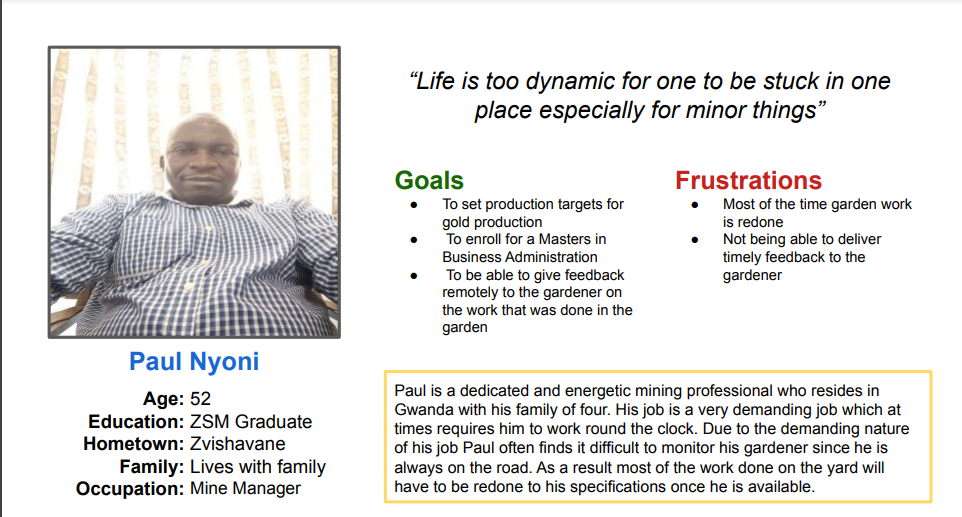 “Life is too dynamic for one to be stuck in one
place especially for minor things”
Goals
● To set production targets for
gold production
● To enroll for a Masters in
Business Administration
● To be able to give feedback
remotely to the gardener on
the work that was done in the
garden
Frustrations
● Most of the time garden work
is redone
● Not being able to deliver
timely feedback to the
gardener
Paul Nyoni
Age: 52
Education: ZSM Graduate
Hometown: Zvishavane
Family: Lives with family
Occupation: Mine Manager
Paul is a dedicated and energetic mining professional who resides in
Gwanda with his family of four. His job is a very demanding job which at
times requires him to work round the clock. Due to the demanding nature
of his job Paul often finds it difficult to monitor his gardener since he is
always on the road. As a result most of the work done on the yard will
have to be redone to his specifications once he is available.